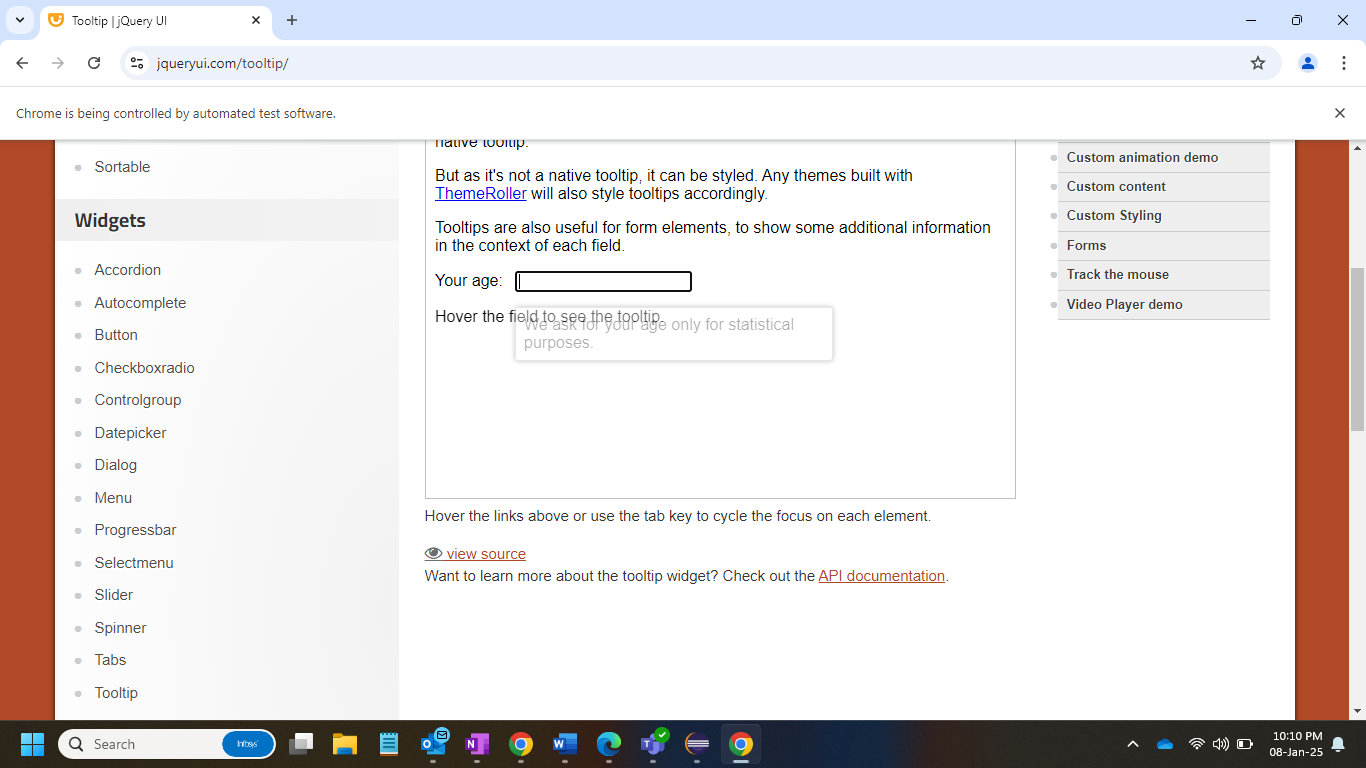 Tooltip | jQuery UI
jqueryui.com/tooltip/
Chrome is being controlled by automated test software.
Sortable
Widgets
Accordion
Autocomplete
Button
Checkboxradio
Controlgroup
Datepicker
Dialog
Menu
Progressbar
Selectmenu
Slider
Spinner
Tabs
Tooltip
native tooltip.
But as it's not a native tooltip, it can be styled. Any themes built with
ThemeRoller will also style tooltips accordingly.
Tooltips are also useful for form elements, to show some additional information
in the context of each field.
Your age:
Hover the field to see the tooltip.
We ask for your age only for statistical
purposes.
Hover the links above or use the tab key to cycle the focus on each element.
view source
Want to learn more about the tooltip widget? Check out the API documentation.
Custom animation demo
Custom content
Custom Styling
Forms
Track the mouse
Video Player demo
Search
Infosys
10:10 PM
08-Jan-25